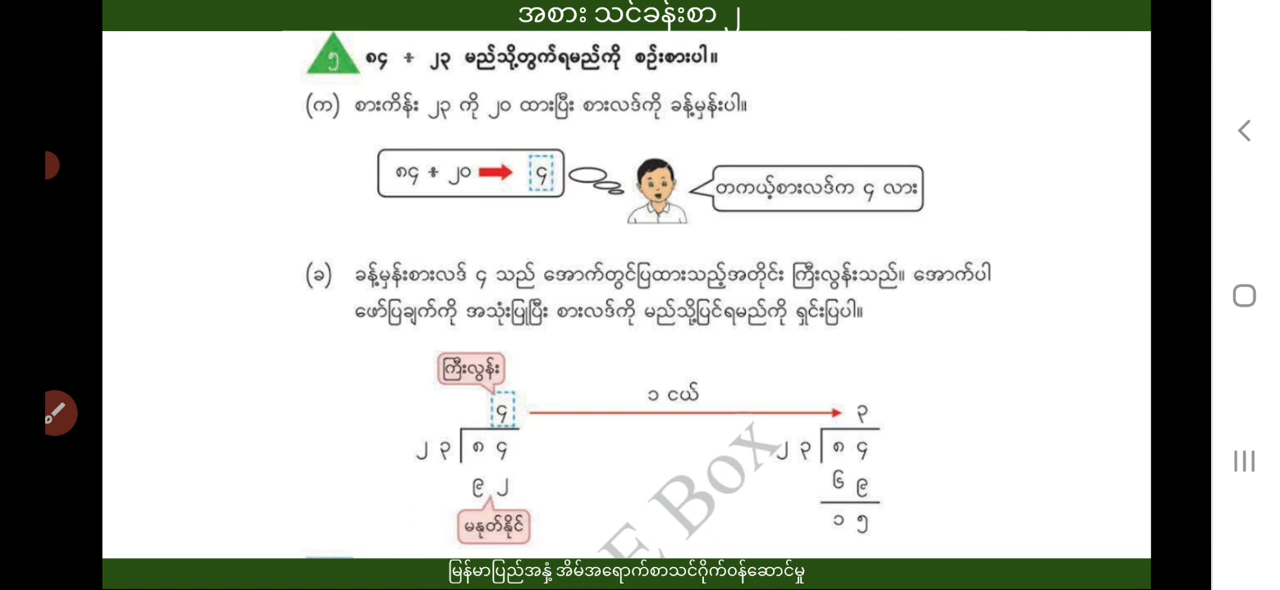 အစား သင်ခန်းစာ ၂
၅ ၈၄ ÷ ၂၃ မည်သို့တွက်ရမည်ကို စဉ်းစားပါ။
(က) စားကိန်း ၂၃ ကို ၂၀ ထားပြီး စားလဒ်ကို ခန့်မှန်းပါ။
၈၄ ÷ ၂၀ ➡ ၄
တကယ့်စားလဒ်က ၄ လား
(ခ) ခန့်မှန်းစားလဒ် ၄ သည် အောက်တွင်ပြထားသည့်အတိုင်း ကြီးလွန်းသည်။ အောက်ပါ
ဖော်ပြချက်ကို အသုံးပြုပြီး စားလဒ်ကို မည်သို့ပြင်ရမည်ကို ရှင်းပြပါ။
ကြီးလွန်း
၄ ၁ ငယ် ၃
၂ ၃ ၈ ၄ ၂ ၃ ၈ ၄
၉ ၂ ၆ ၉
မနုတ်နိုင် ၁ ၅
E Box
မြန်မာပြည်အနှံ့ အိမ်အရောက်စာသင်ဂိုက်ဝန်ဆောင်မှု